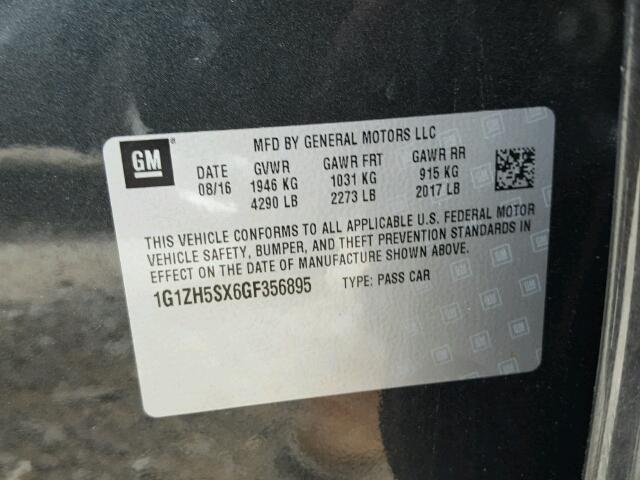 GM
MFD BY GENERAL MOTORS LLC
DATE GVWR GAWR FRT GAWR RR
08/16 1946 KG 1031 KG 915 KG
4290 LB 2273 LB 2017 LB
THIS VEHICLE CONFORMS TO ALL APPLICABLE U.S. FEDERAL MOTOR
VEHICLE SAFETY, BUMPER, AND THEFT PREVENTION STANDARDS IN
EFFECT ON THE DATE OF MANUFACTURE SHOWN ABOVE.
1G1ZH5SX6GF356895 TYPE: PASS CAR